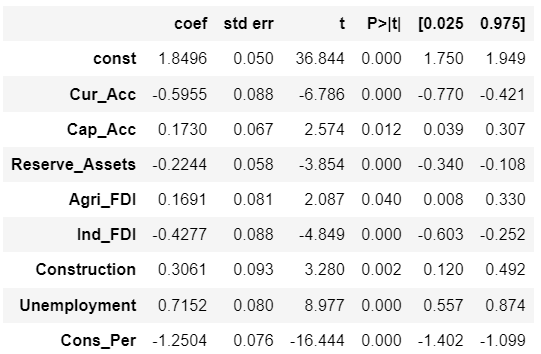 coef std err t P>|t| [0.025 0.975]
const 1.8496 0.050 36.844 0.000 1.750 1.949
Cur_Acc -0.5955 0.088 -6.786 0.000 -0.770 -0.421
Cap_Acc 0.1730 0.067 2.574 0.012 0.039 0.307
Reserve_Assets -0.2244 0.058 -3.854 0.000 -0.340 -0.108
Agri_FDI 0.1691 0.081 2.087 0.040 0.008 0.330
Ind_FDI -0.4277 0.088 -4.849 0.000 -0.603 -0.252
Construction 0.3061 0.093 3.280 0.002 0.120 0.492
Unemployment 0.7152 0.080 8.977 0.000 0.557 0.874
Cons_Per -1.2504 0.076 -16.444 0.000 -1.402 -1.099